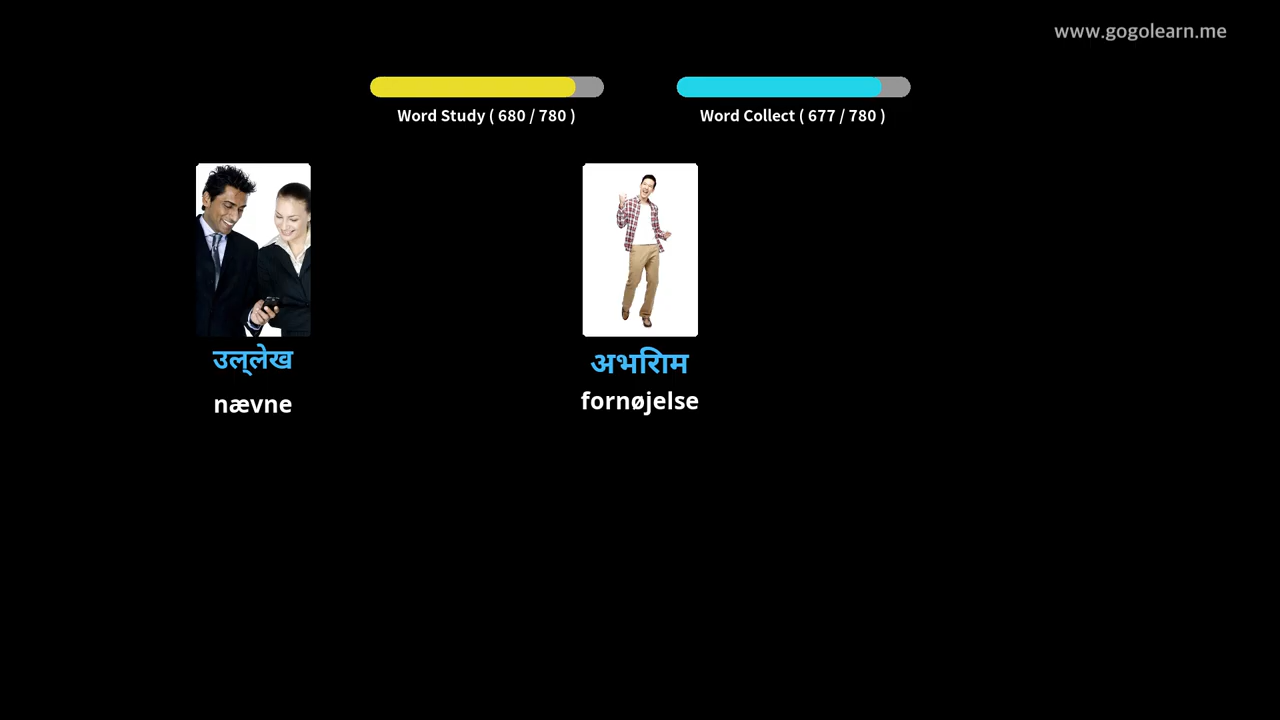 www.gogolearn.me
Word Study ( 680 / 780 )
Word Collect ( 677 / 780 )
उल्लेख
अभिराम
nævne
fornøjelse